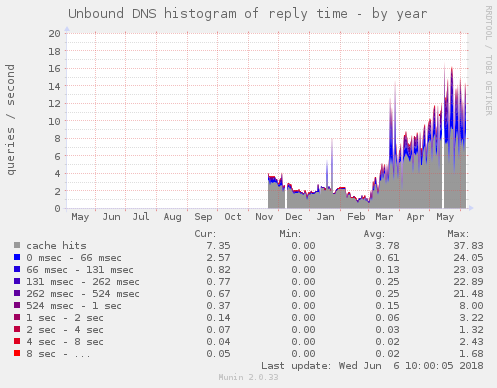 Unbound DNS histogram of reply time - by year
RRDTOOL / TOBI OETIKER
queries / second
20
18
16
14
12
10
8
6
4
2
0
May Jun Jul Aug Sep Oct Nov Dec Jan Feb Mar Apr May
Cur: Min: Avg: Max:
cache hits 7.35 0.00 3.78 37.83
0 msec - 66 msec 2.57 0.00 0.61 24.05
66 msec - 131 msec 0.82 0.00 0.13 23.03
131 msec - 262 msec 0.77 0.00 0.25 22.89
262 msec - 524 msec 0.67 0.00 0.25 21.48
524 msec - 1 sec 0.37 0.00 0.15 8.00
1 sec - 2 sec 0.14 0.00 0.06 3.22
2 sec - 4 sec 0.07 0.00 0.03 1.32
4 sec - 8 sec 0.04 0.00 0.02 2.43
8 sec - ... 0.05 0.00 0.02 1.68
Last update: Wed Jun 6 10:00:05 2018
Munin 2.0.33